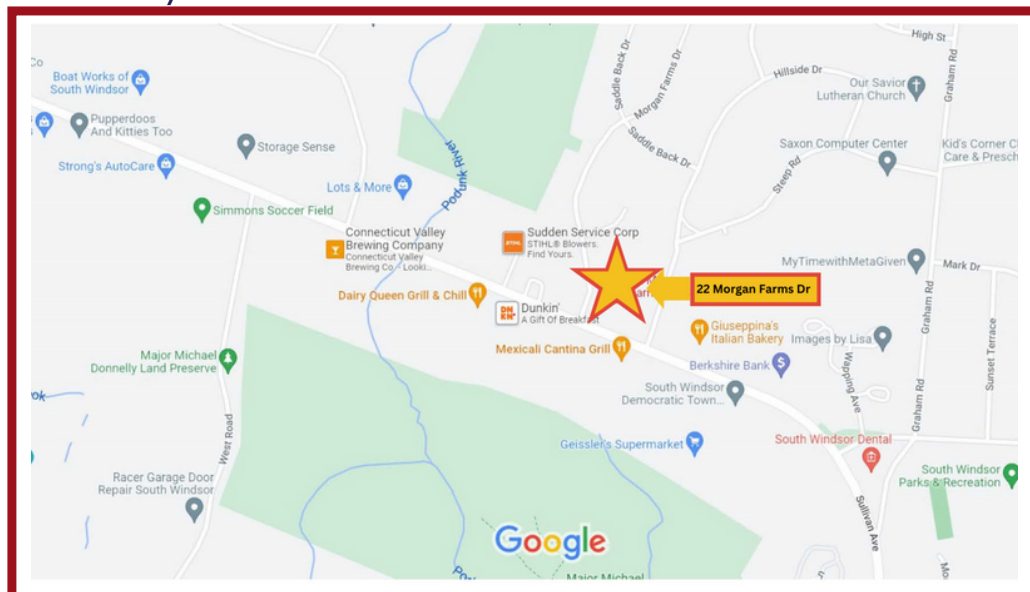 High St
Co
Boat Works of
South Windsor
Saddle Back Dr
Morgan Farms Dr
Hillside Dr
Our Savior
Lutheran Church
Graham Rd
Pupperdoos
And Kitties Too
Storage Sense
Podunk River
Saddle Back Dr
Saxon Computer Center
Kid's Corner C
Care & Presch
Strong's AutoCare
Steep Rd
Lots & More
Simmons Soccer Field
Connecticut Valley
Brewing Company
Connecticut Valley
Brewing Co - Looki...
STIHL
Sudden Service Corp
STIHL® Blowers.
Find Yours.
MyTimewithMetaGiven
Mark Dr
22 Morgan Farms Dr
Dairy Queen Grill & Chill
DN
KN'
Dunkin'
A Gift Of Breakfast
Giuseppina's
Italian Bakery
Images by Lisa
Graham Rd
Sunset Terrace
Mexicali Cantina Grill
Major Michael
Donnelly Land Preserve
Berkshire Bank
Wapping Ave
South Windsor
Democratic Town...
ok
West Road
Geissler's Supermarket
South Windsor Dental
Racer Garage Door
Repair South Windsor
South Windsor
Parks & Recreation
Sullivan Ave
Google
Major Michael